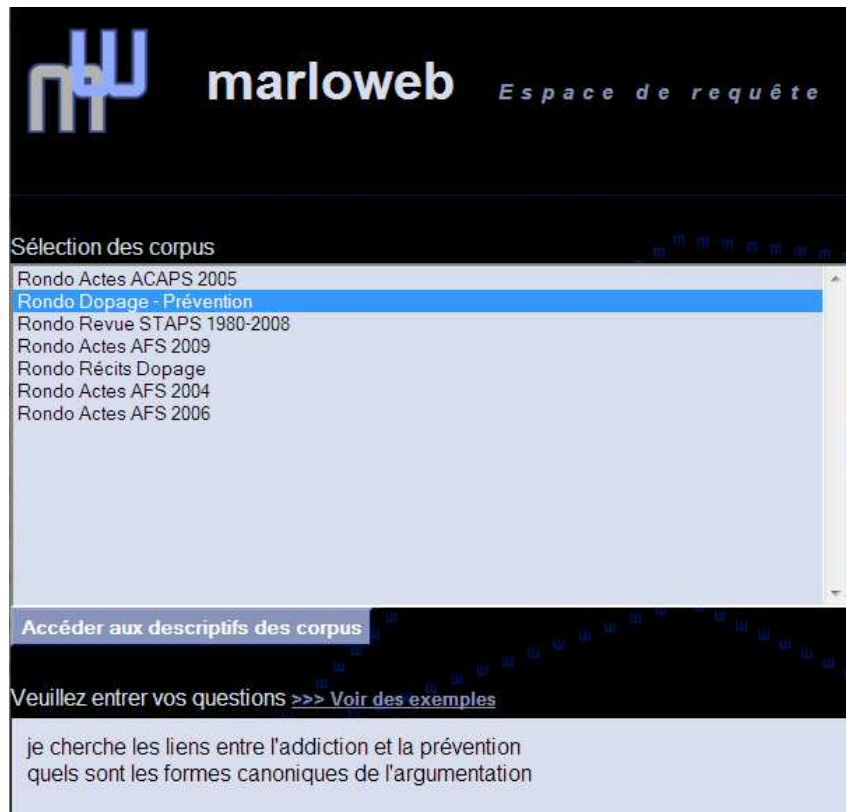 mw
marloweb Espace de requête
Sélection des corpus
Rondo Actes ACAPS 2005
Rondo Dopage - Prévention
Rondo Revue STAPS 1980-2008
Rondo Actes AFS 2009
Rondo Récits Dopage
Rondo Actes AFS 2004
Rondo Actes AFS 2006
Accéder aux descriptifs des corpus
Veuillez entrer vos questions >>> Voir des exemples
je cherche les liens entre l'addiction et la prévention
quels sont les formes canoniques de l'argumentation